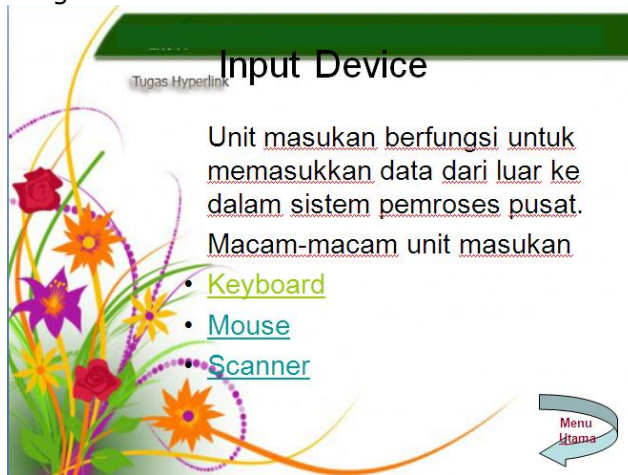 Input Device
Tugas Hyperlink
Unit masukan berfungsi untuk
memasukkan data dari luar ke
dalam sistem pemroses pusat.
Macam-macam unit masukan
• Keyboard
• Mouse
• Scanner
Menu
Utama